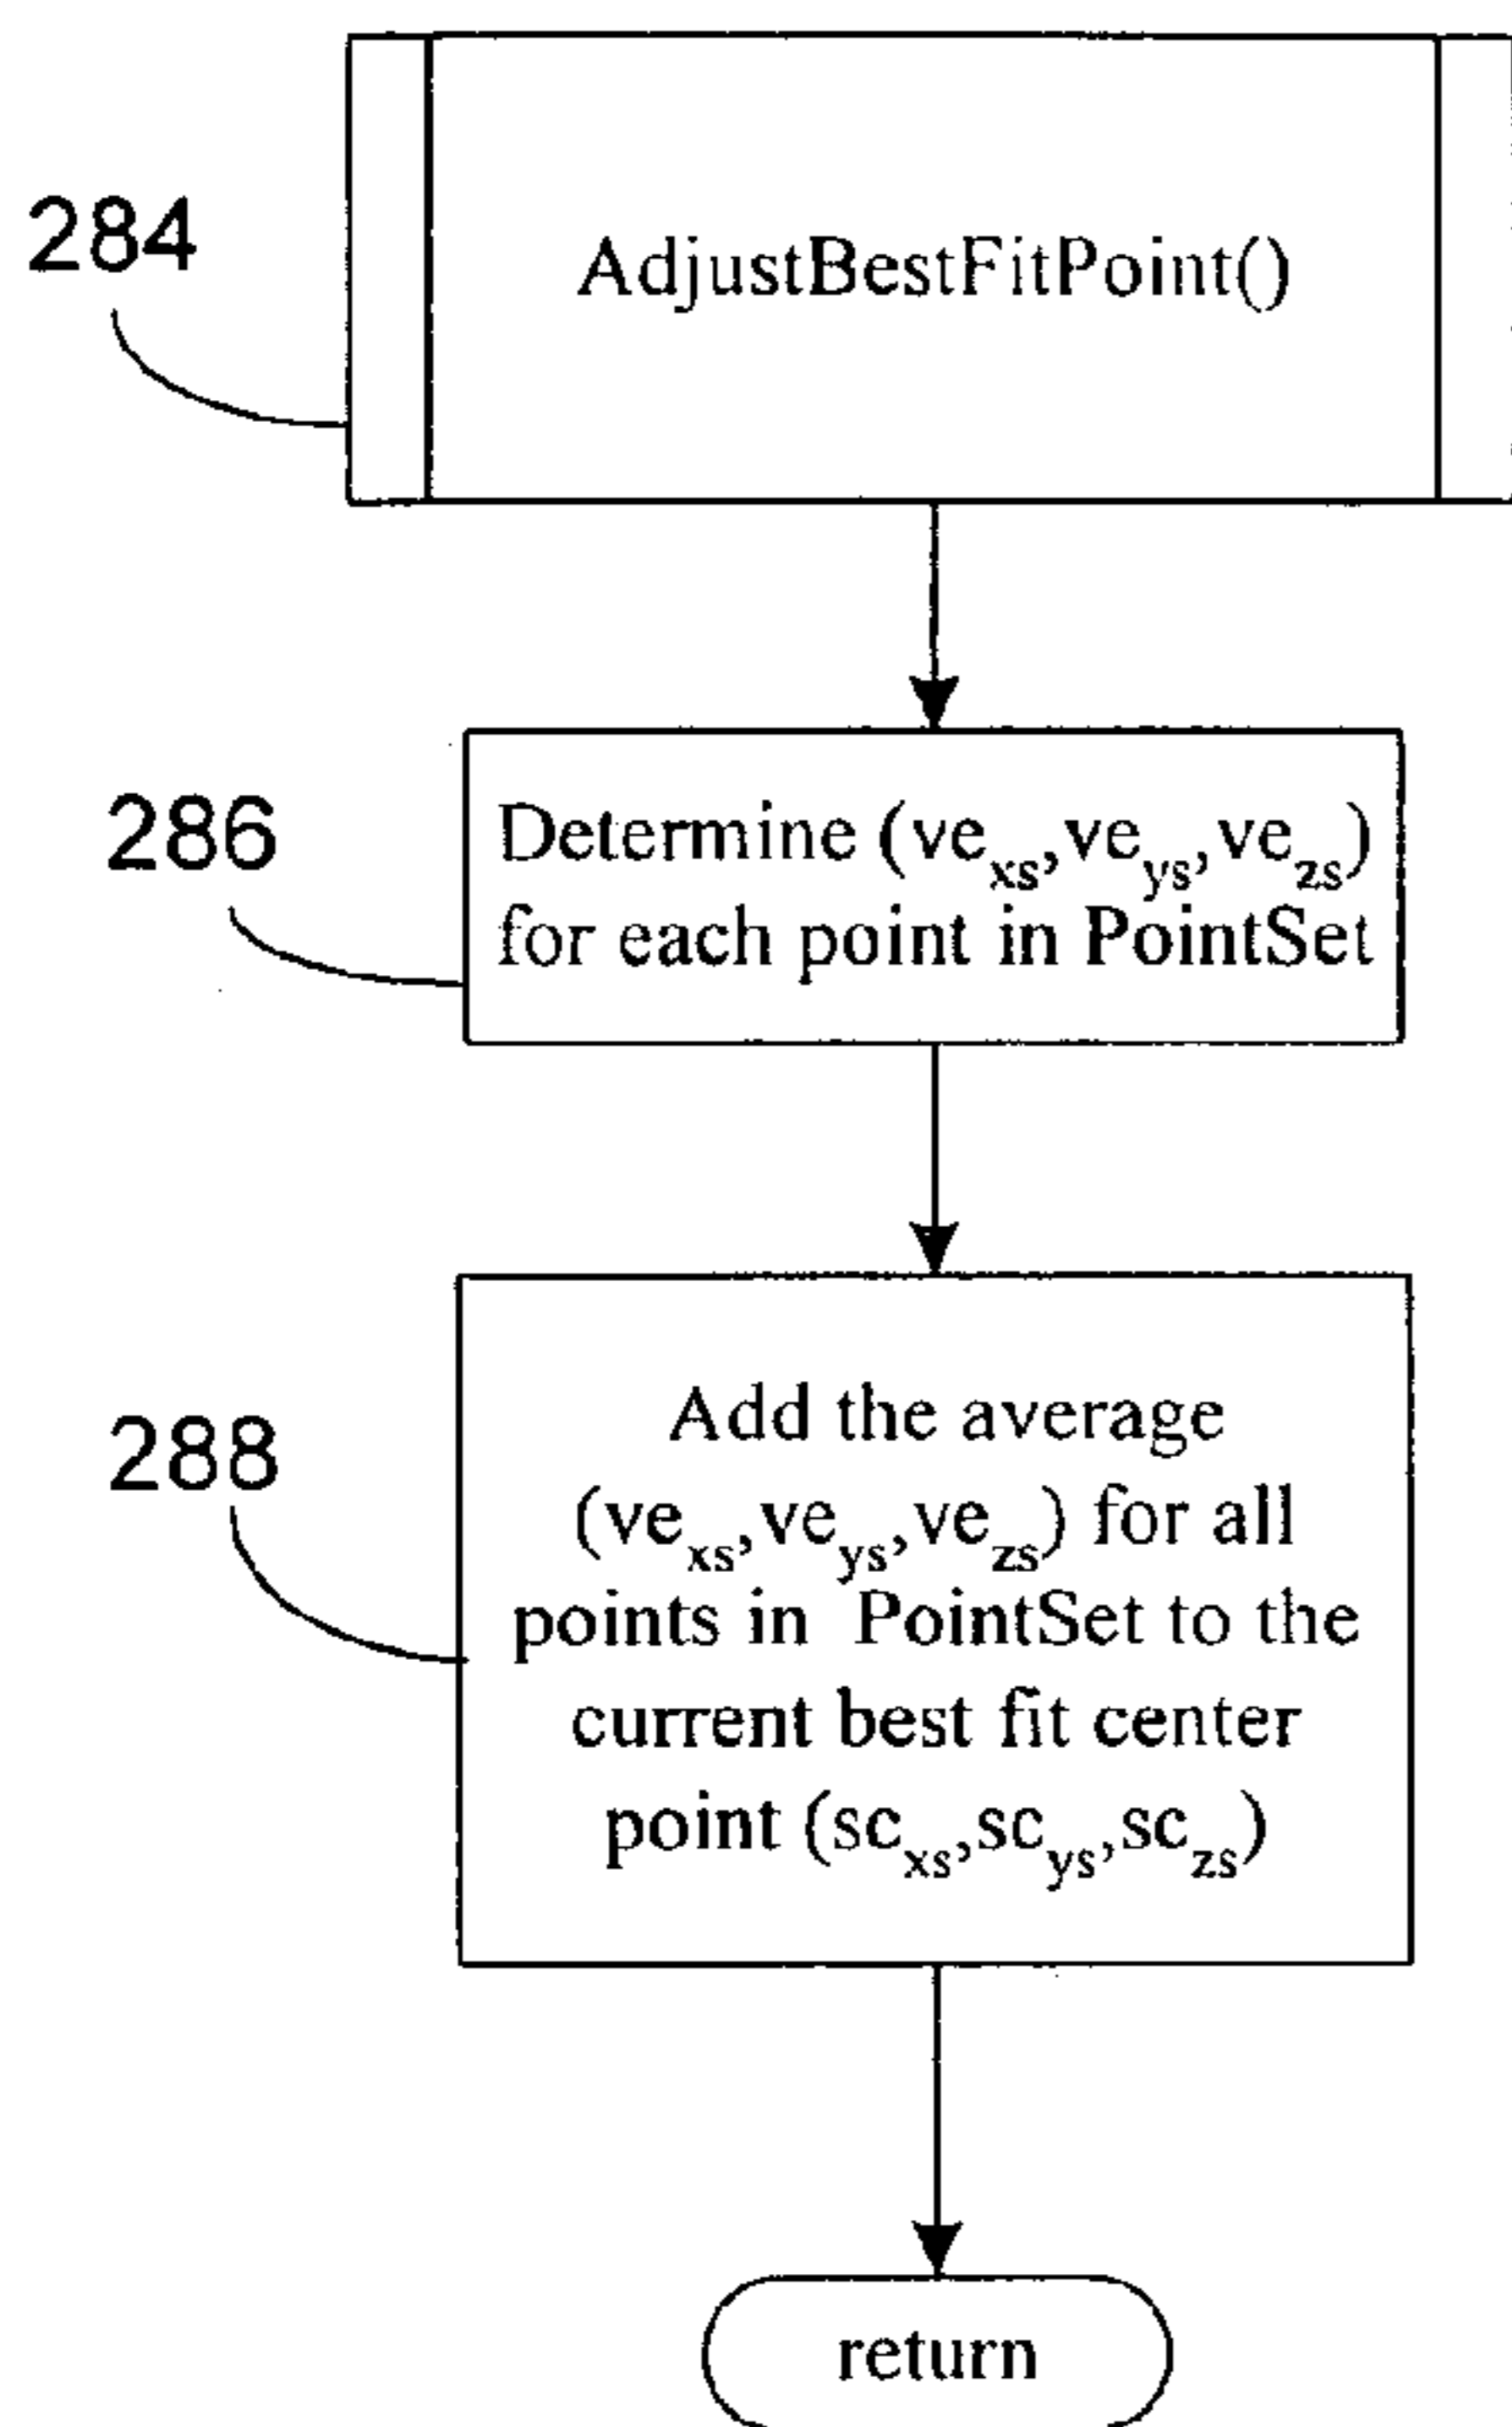 284
AdjustBestFitPoint()
286
Determine (ve_xs,ve_ys,ve_zs)
for each point in PointSet
288
Add the average
(ve_xs,ve_ys,ve_zs) for all
points in PointSet to the
current best fit center
point (sc_xs,sc_ys,sc_zs)
return